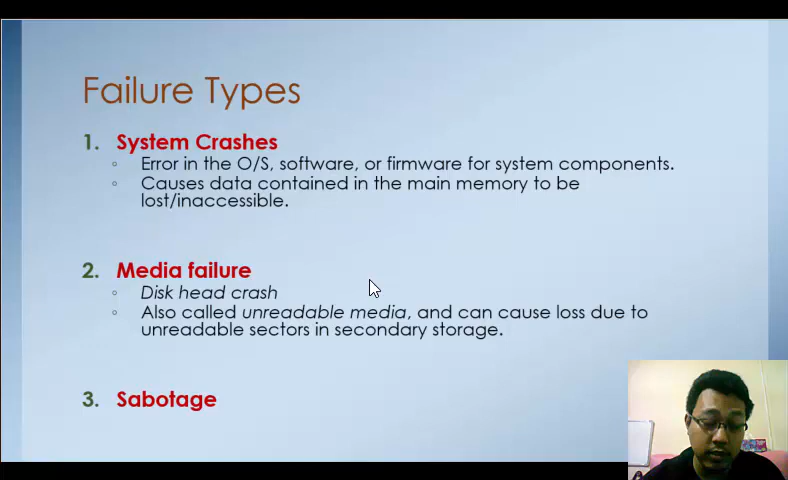 Failure Types
1. System Crashes
◦ Error in the O/S, software, or firmware for system components.
◦ Causes data contained in the main memory to be
lost/inaccessible.
2. Media failure
◦ Disk head crash
◦ Also called unreadable media, and can cause loss due to
unreadable sectors in secondary storage.
3. Sabotage